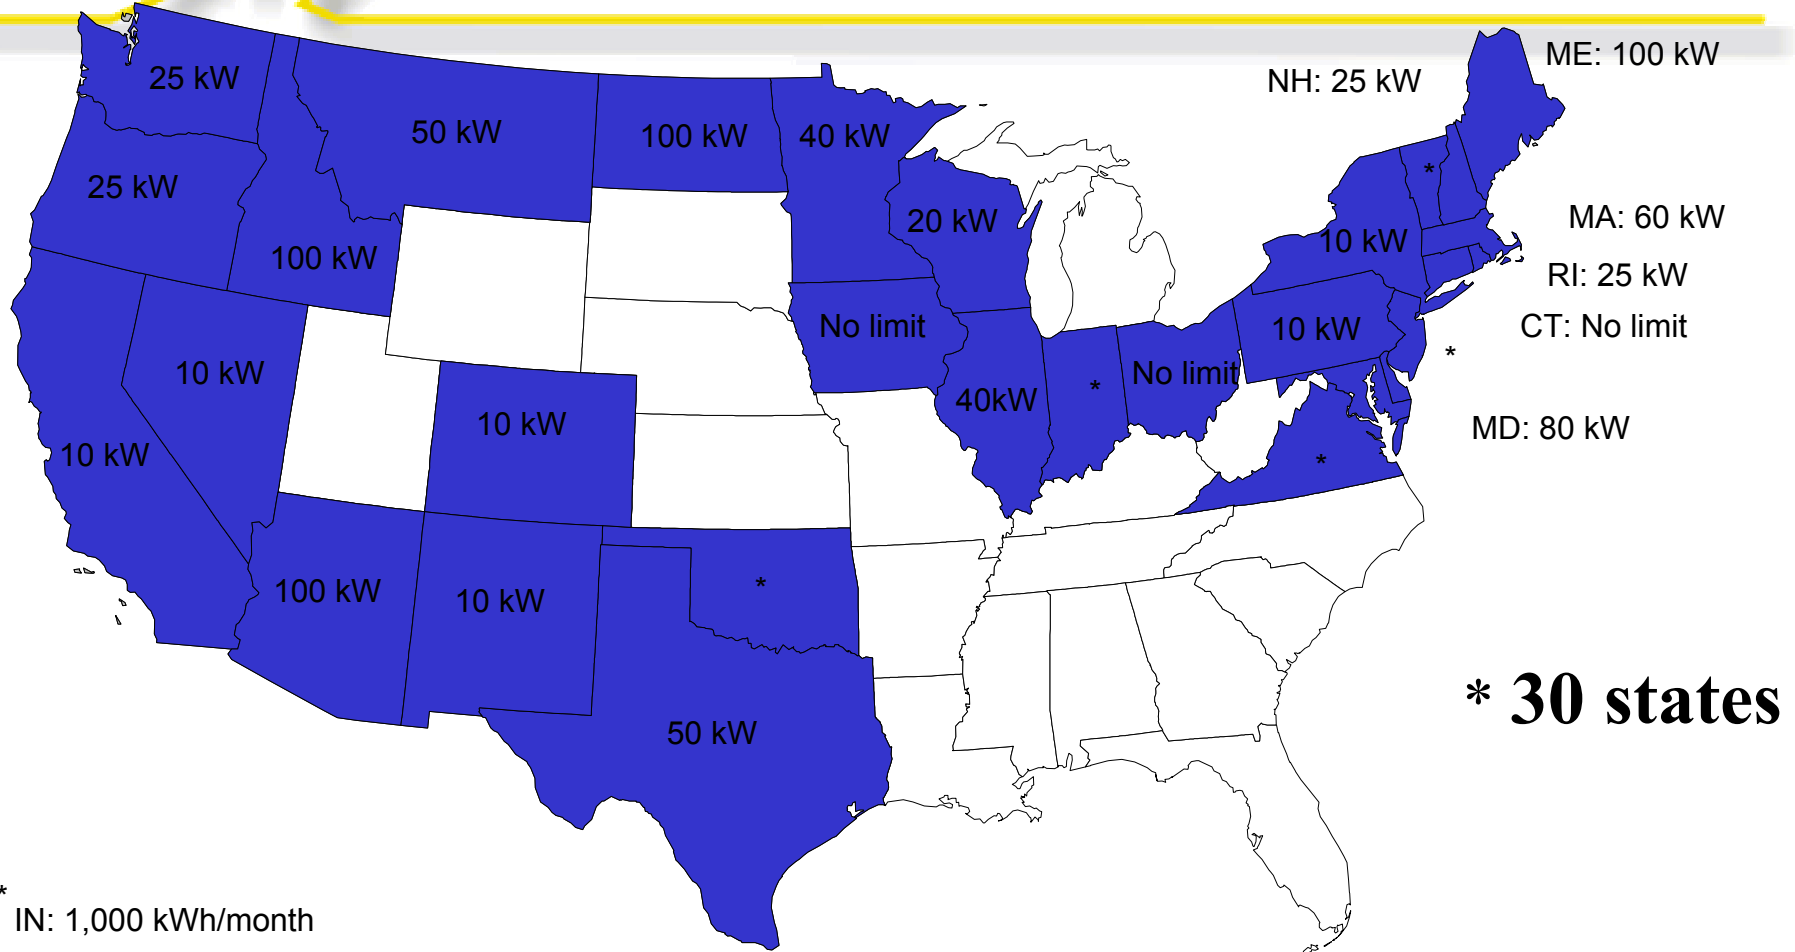 ME: 100 kW
NH: 25 kW
25 kW
50 kW
100 kW
40 kW
25 kW
*
20 kW
MA: 60 kW
10 kW
100 kW
RI: 25 kW
No limit
10 kW
CT: No limit
*
10 kW
*
No limit
40kW
10 kW
MD: 80 kW
10 kW
*
*
100 kW
10 kW
* 30 states
50 kW
*
IN: 1,000 kWh/month